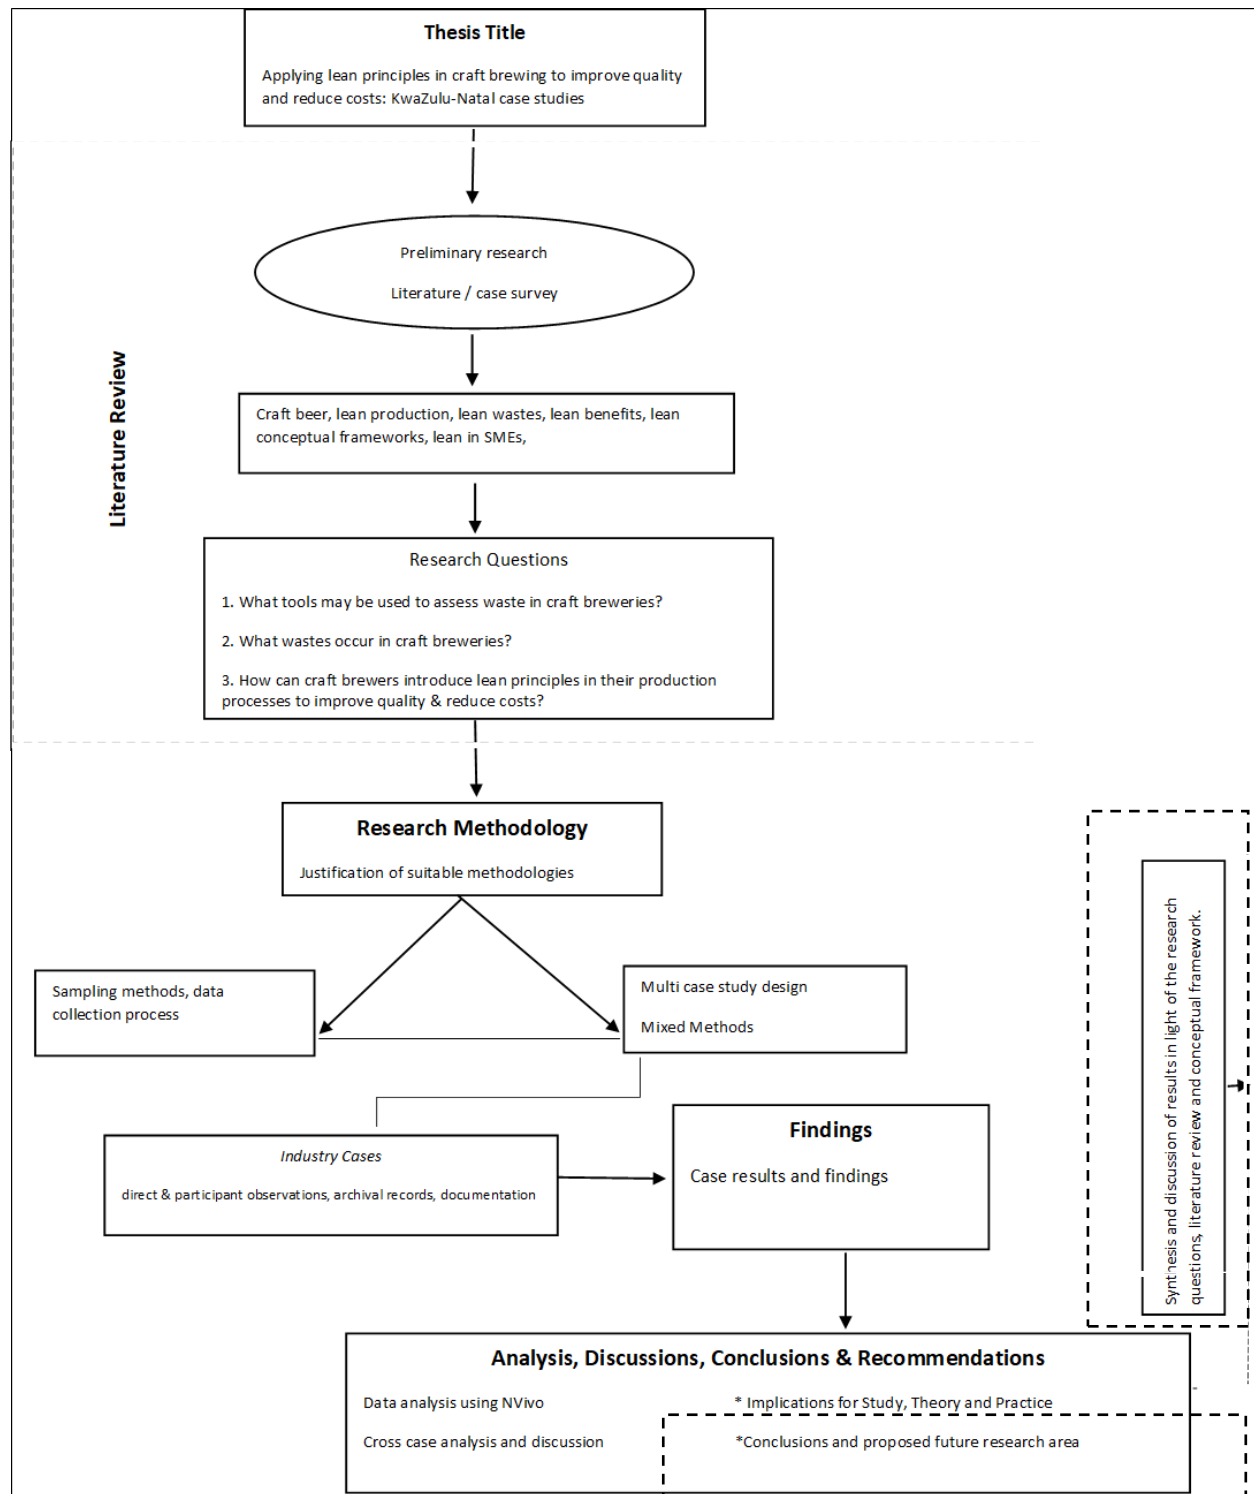 Thesis Title
Applying lean principles in craft brewing to improve quality
and reduce costs: KwaZulu-Natal case studies
Preliminary research
Literature / case survey
Literature Review
Craft beer, lean production, lean wastes, lean benefits, lean
conceptual frameworks, lean in SMEs,
Research Questions
1. What tools may be used to assess waste in craft breweries?
2. What wastes occur in craft breweries?
3. How can craft brewers introduce lean principles in their production
processes to improve quality & reduce costs?
Research Methodology
Justification of suitable methodologies
Sampling methods, data
collection process
Multi case study design
Mixed Methods
Industry Cases
direct & participant observations, archival records, documentation
Findings
Case results and findings
Synthesis and discussion of results in light of the research
questions, literature review and conceptual framework.
Analysis, Discussions, Conclusions & Recommendations
Data analysis using NVivo
* Implications for Study, Theory and Practice
Cross case analysis and discussion
*Conclusions and proposed future research area